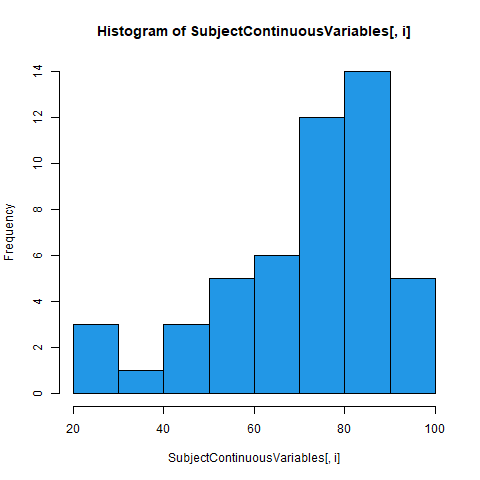 Histogram of SubjectContinuousVariables[, i]
14
12
10
8
6
4
2
0
Frequency
20 40 60 80 100
SubjectContinuousVariables[, i]